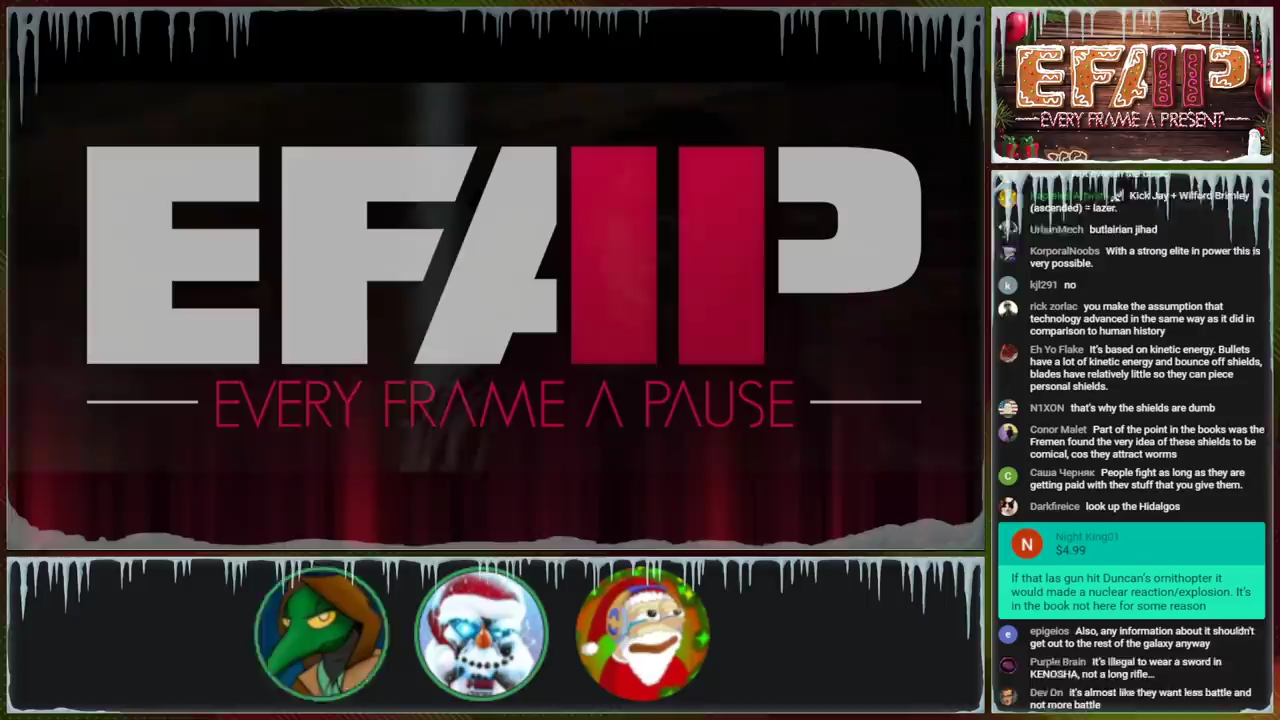 EFAP
EVERY FRAME A PAUSE
EFAP
EVERY FRAME A PRESENT
Kick Jay + Wilford Brimley
(ascended) = lazer.
UrbanMech butlairian jihad
KorporalNoobs With a strong elite in power this is
very possible.
kjl291 no
rick zorlac you make the assumption that
technology advanced in the same way as it did in
comparison to human history
Eh Yo Flake It's based on kinetic energy. Bullets
have a lot of kinetic energy and bounce off shields,
blades have relatively little so they can piece
personal shields.
N1XON that's why the shields are dumb
Conor Malet Part of the point in the books was the
Fremen found the very idea of these shields to be
comical, cos they attract worms
Саша Черняк People fight as long as they are
getting paid with thev stuff that you give them.
Darkfireice look up the Hidalgos
N
Night King01
$4.99
If that las gun hit Duncan's ornithopter it
would made a nuclear reaction/explosion. It's
in the book not here for some reason
epigeios Also, any information about it shouldn't
get out to the rest of the galaxy anyway
Purple Brain It's illegal to wear a sword in
KENOSHA, not a long rifle...
Dev Dn it's almost like they want less battle and
not more battle